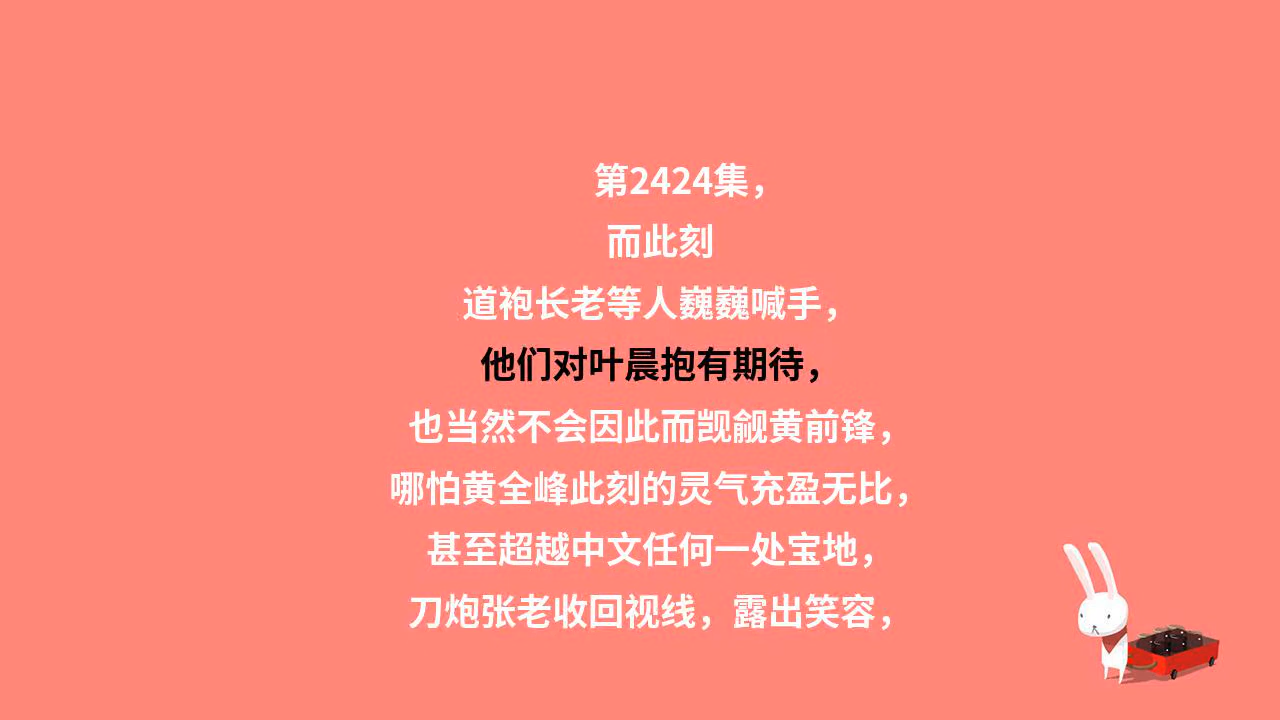 第2424集，
而此刻
道袍长老等人巍巍喊手，
他们对叶晨抱有期待，
也当然不会因此而觊觎黄前锋，
哪怕黄全峰此刻的灵气充盈无比，
甚至超越中文任何一处宝地，
刀炮张老收回视线，露出笑容，